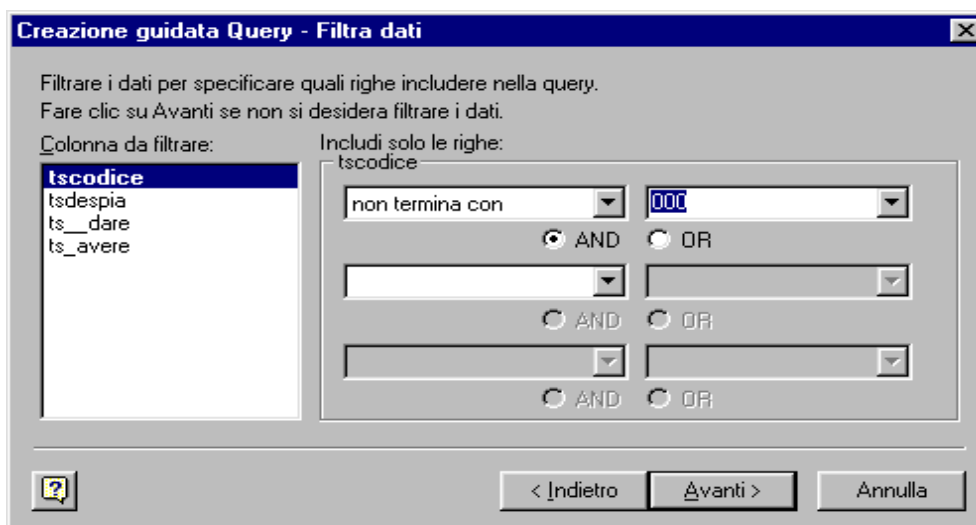 Creazione guidata Query - Filtra dati
Filtrare i dati per specificare quali righe includere nella query.
Fare clic su Avanti se non si desidera filtrare i dati.
Colonna da filtrare:
Includi solo le righe:
tscodice
tsdespia
ts__dare
ts_avere
tscodice
non termina con 000
AND OR
AND OR
AND OR
< Indietro Avanti > Annulla